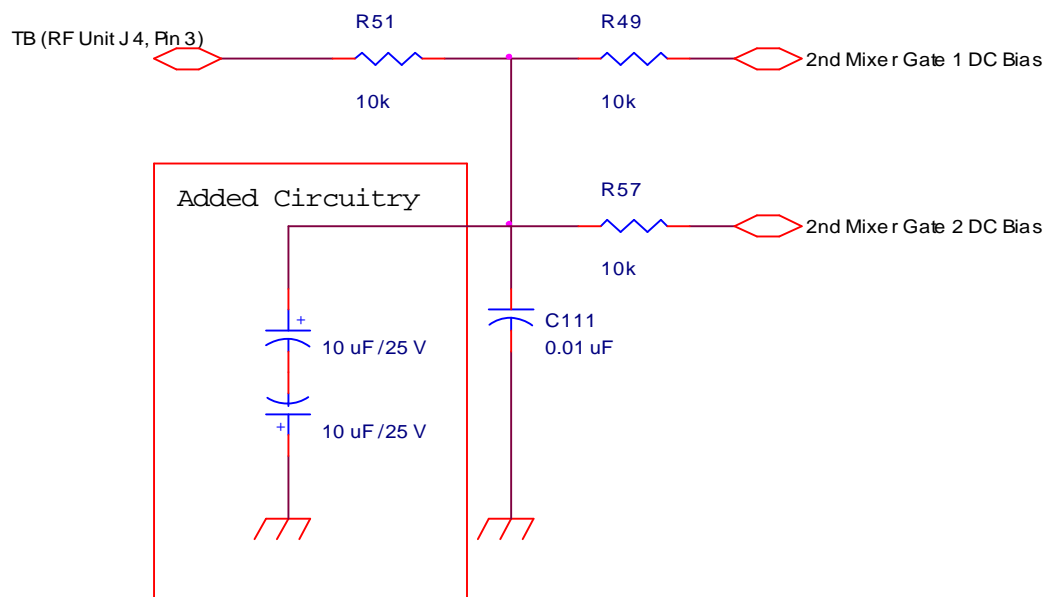 R51
R49
TB (RF Unit J4, Pin 3)
2nd Mixer Gate 1 DC Bias
10k
10k
Added Circuitry
R57
2nd Mixer Gate 2 DC Bias
10k
+
10 uF/25 V
C111
0.01 uF
+
10 uF/25 V